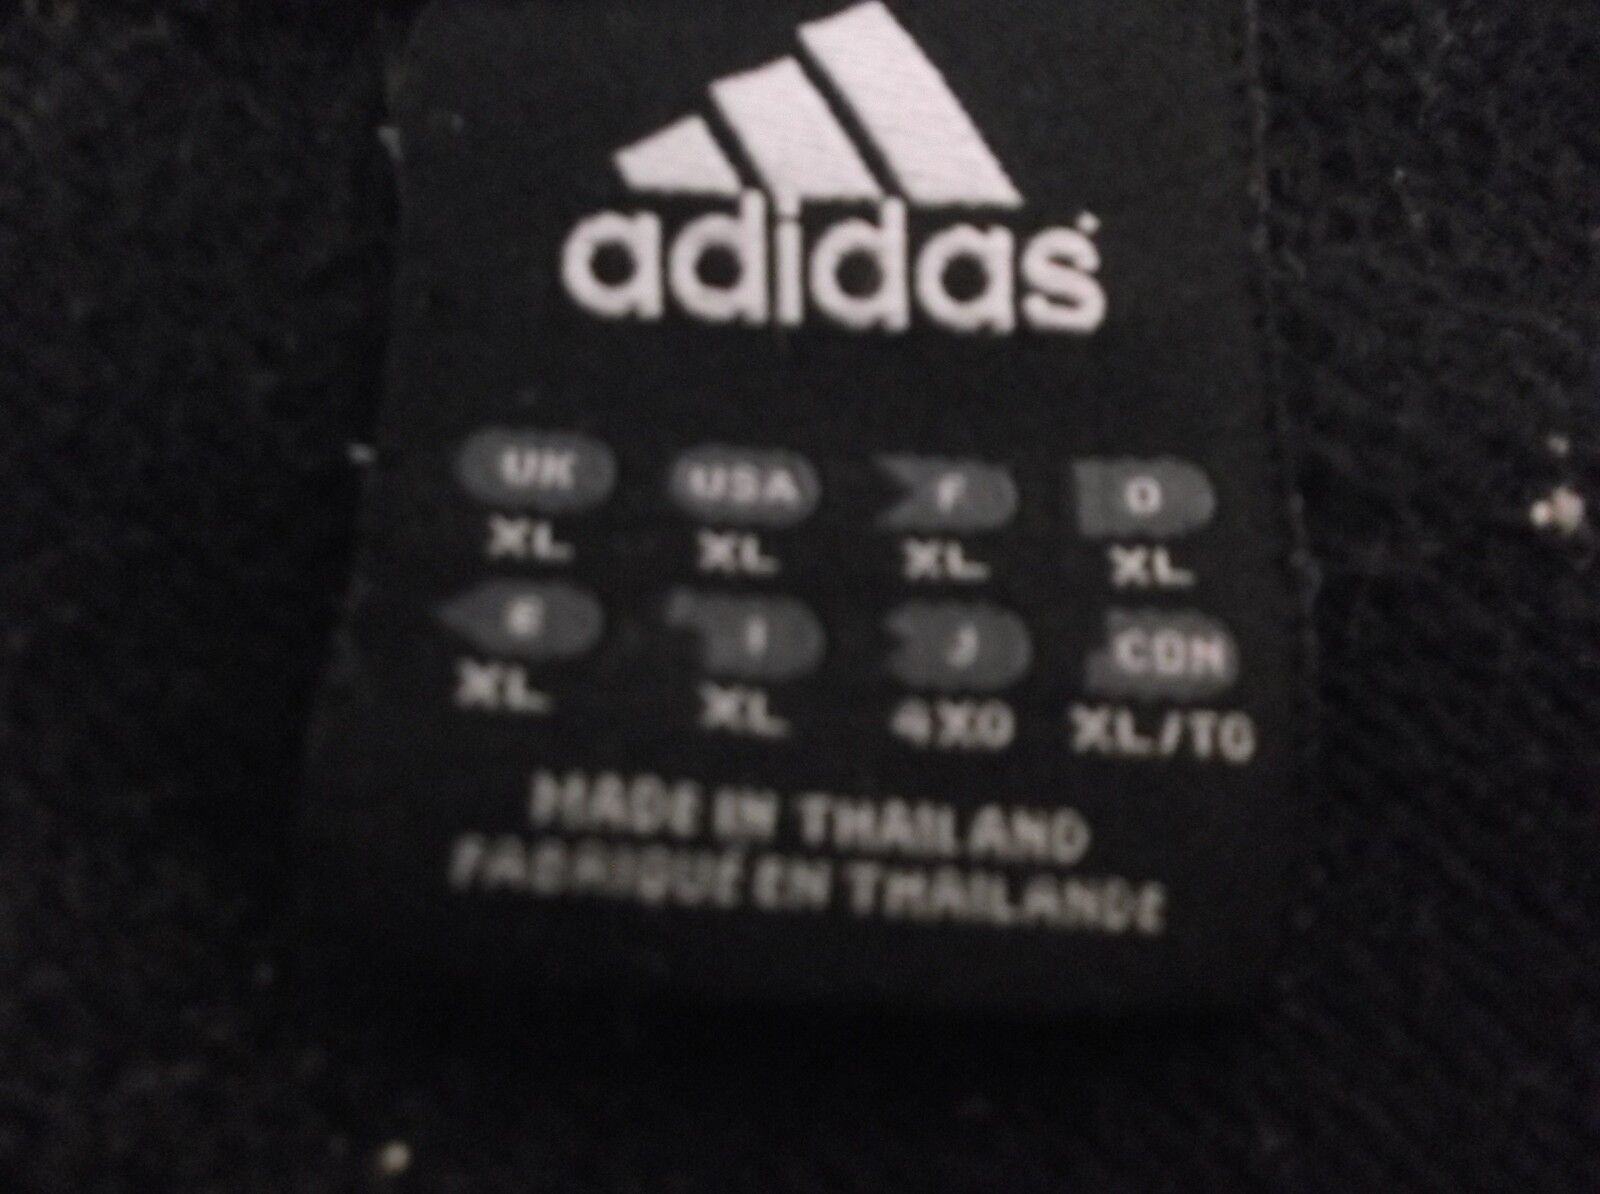 adidas
UK USA F D
XL XL XL XL
E I J CDN
XL XL 4XO XL/TG
MADE IN THAILAND
FABRIQUÉ EN THAILANDE